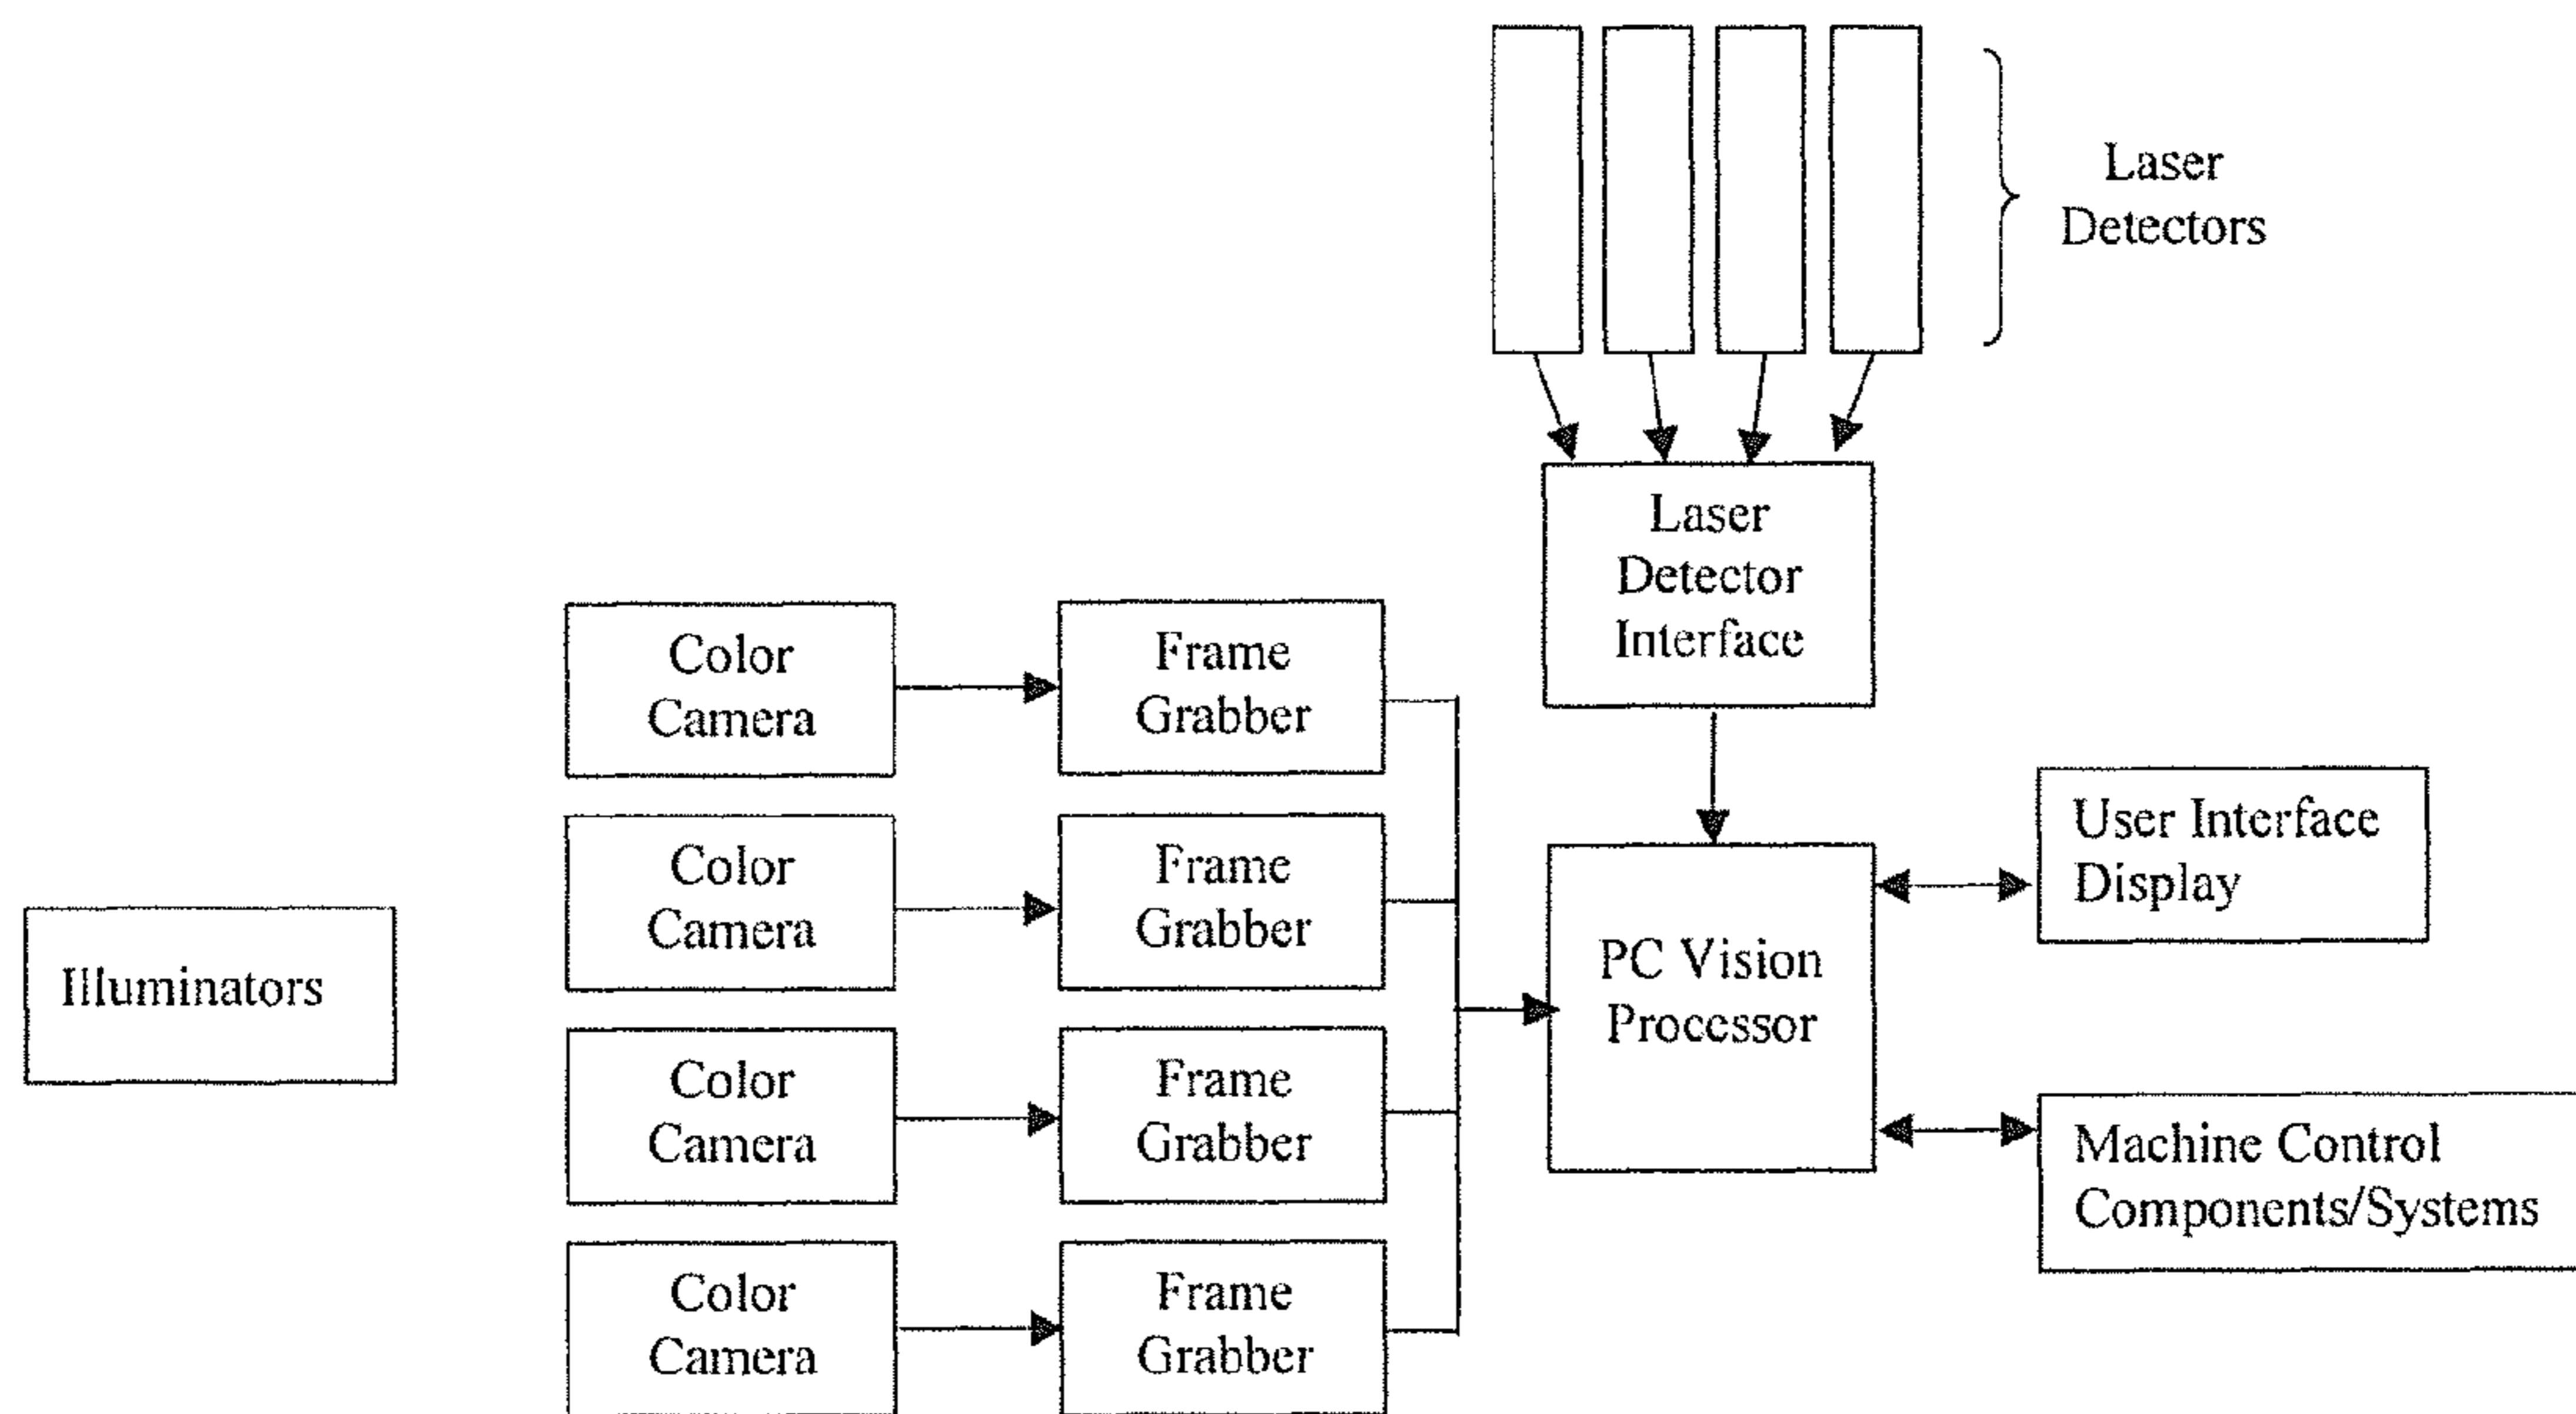 Laser
Detectors
Laser
Detector
Interface
Color
Camera
Frame
Grabber
Color
Camera
Frame
Grabber
Color
Camera
Frame
Grabber
Color
Camera
Frame
Grabber
Illuminators
PC Vision
Processor
User Interface
Display
Machine Control
Components/Systems